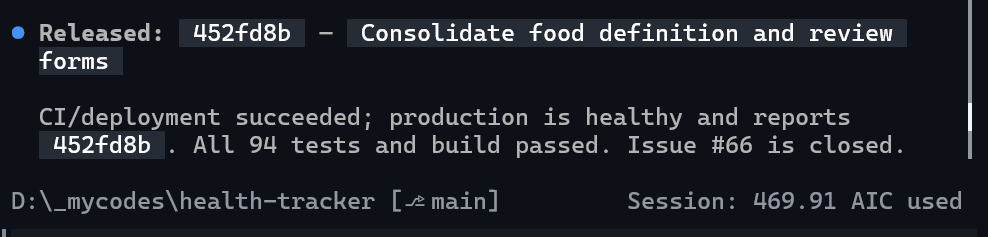 ● Released: 452fd8b — Consolidate food definition and review
forms
CI/deployment succeeded; production is healthy and reports
452fd8b. All 94 tests and build passed. Issue #66 is closed.
D:\_mycodes\health-tracker [⎇ main] Session: 469.91 AIC used